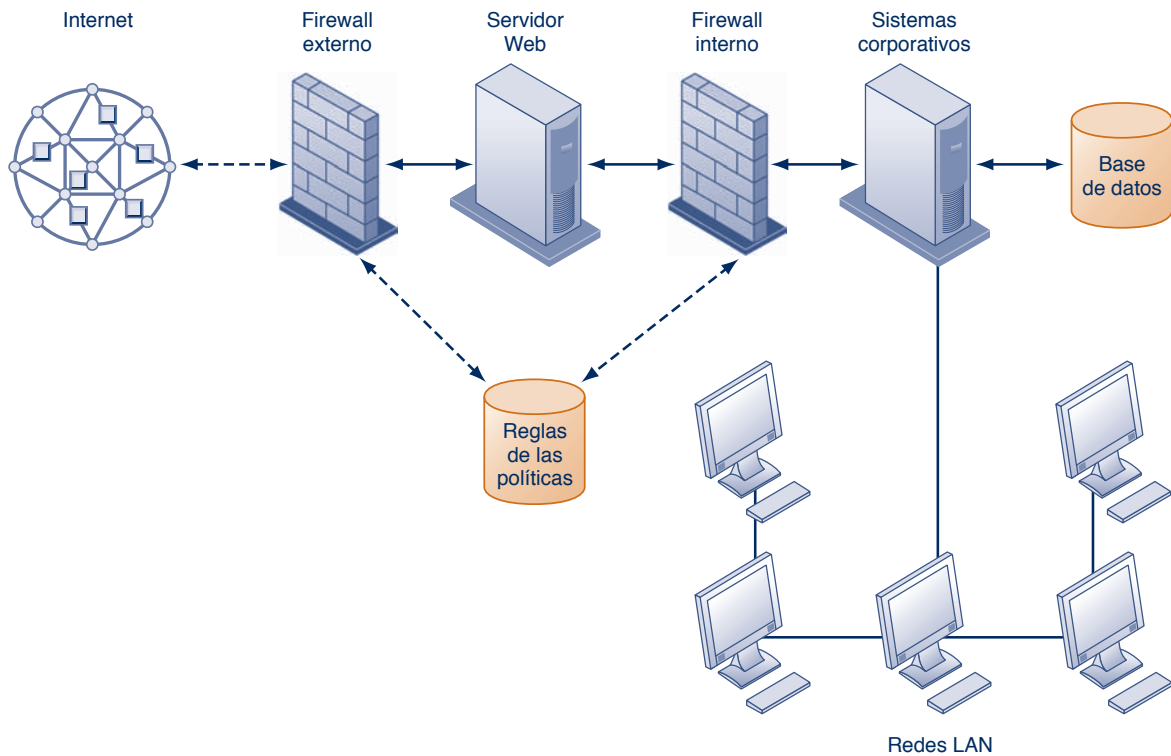 Internet
Firewall
externo
Servidor
Web
Firewall
interno
Sistemas
corporativos
Base
de datos
Reglas
de las
políticas
Redes LAN